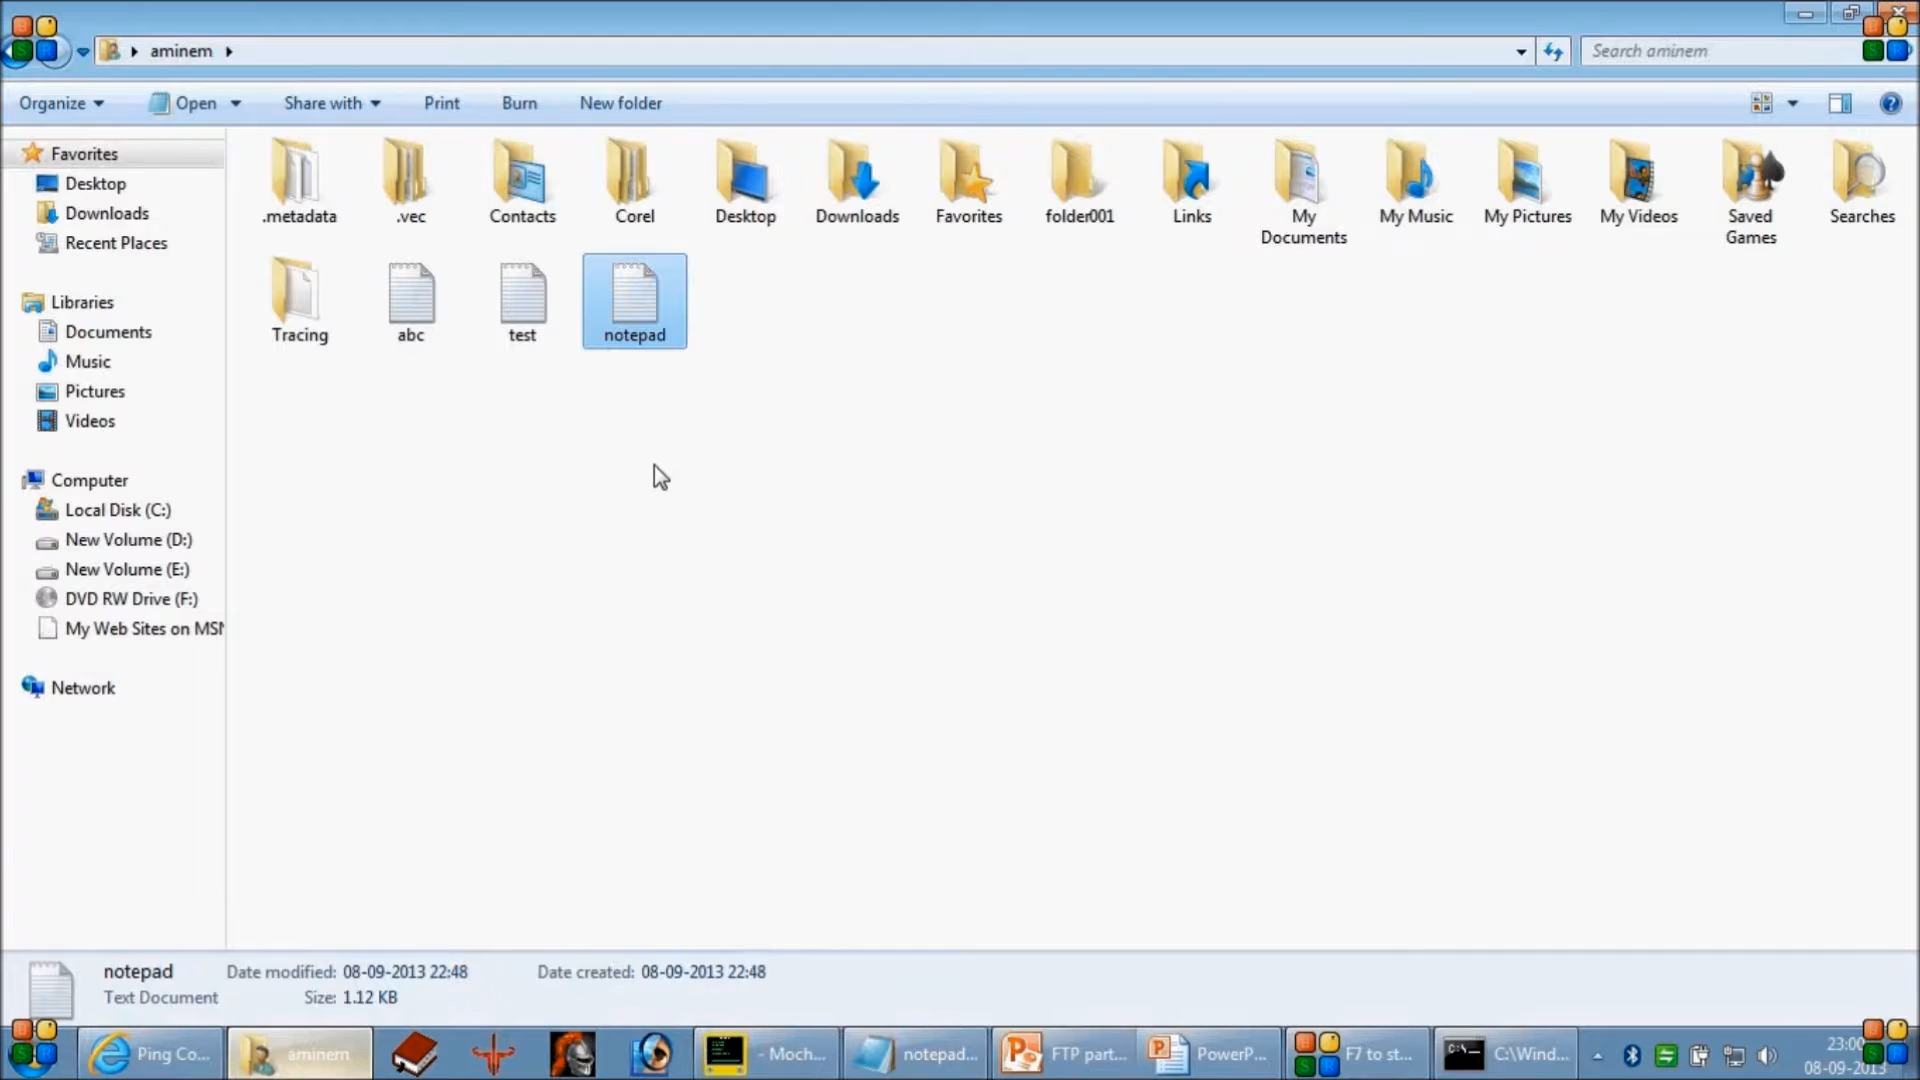 aminem
Search aminem
Organize Open Share with Print Burn New folder
Favorites
Desktop
Downloads
Recent Places
Libraries
Documents
Music
Pictures
Videos
Computer
Local Disk (C:)
New Volume (D:)
New Volume (E:)
DVD RW Drive (F:)
My Web Sites on MSN
Network
.metadata
.vec
Contacts
Corel
Desktop
Downloads
Favorites
folder001
Links
My
Documents
My Music
My Pictures
My Videos
Saved
Games
Searches
Tracing
abc
test
notepad
notepad Date modified: 08-09-2013 22:48 Date created: 08-09-2013 22:48
Text Document Size: 1.12 KB
Ping Co...
aminem
- Moch...
notepad...
FTP part...
PowerP...
F7 to st...
C:\Wind...
23:00
08-09-2013